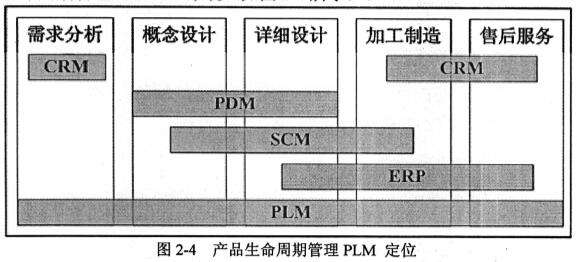 需求分析 概念设计 详细设计 加工制造 售后服务
CRM CRM
PDM
SCM
ERP
PLM
图 2-4 产品生命周期管理 PLM 定位